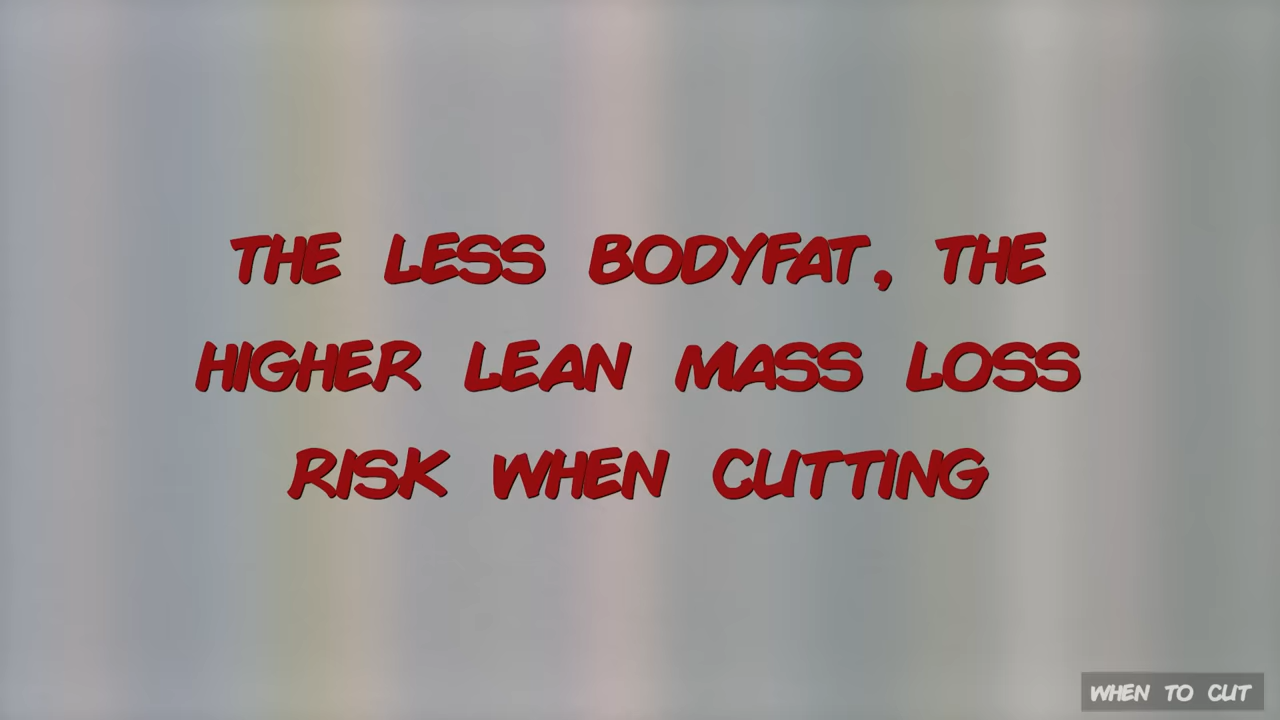 THE LESS BODYFAT, THE
HIGHER LEAN MASS LOSS
RISK WHEN CUTTING
WHEN TO CUT